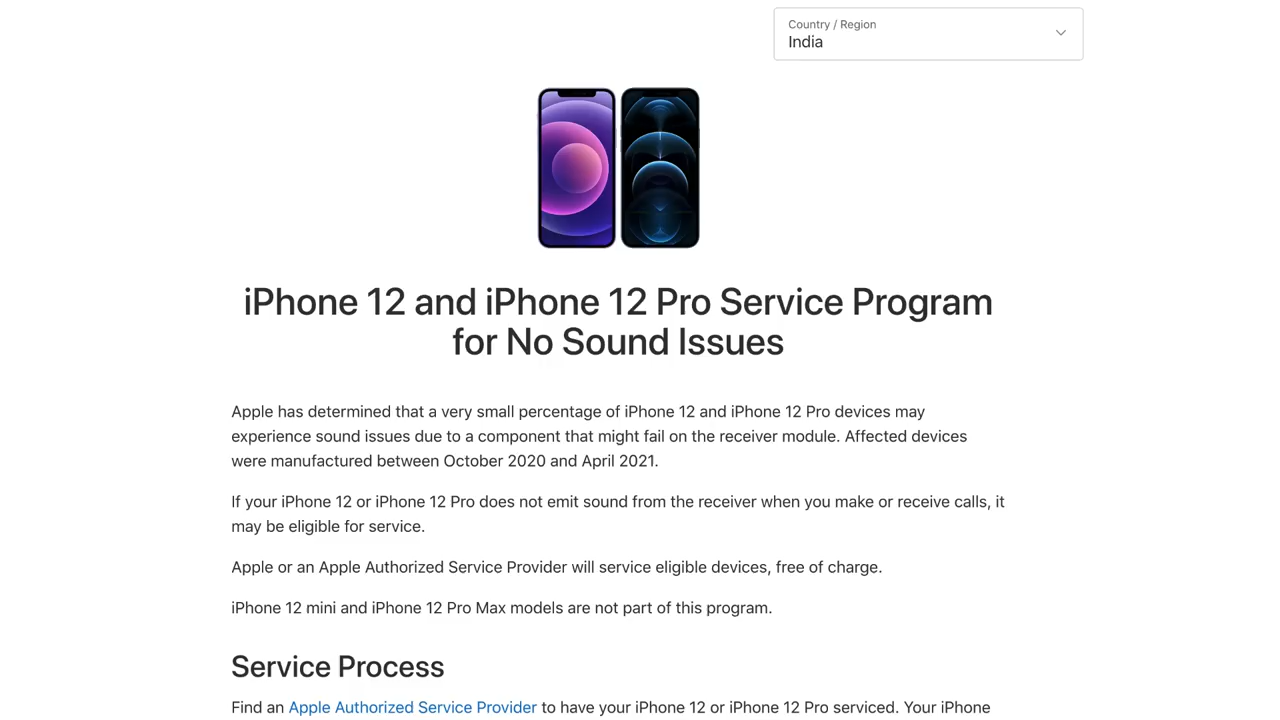 Country / Region
India
iPhone 12 and iPhone 12 Pro Service Program
for No Sound Issues
Apple has determined that a very small percentage of iPhone 12 and iPhone 12 Pro devices may
experience sound issues due to a component that might fail on the receiver module. Affected devices
were manufactured between October 2020 and April 2021.
If your iPhone 12 or iPhone 12 Pro does not emit sound from the receiver when you make or receive calls, it
may be eligible for service.
Apple or an Apple Authorized Service Provider will service eligible devices, free of charge.
iPhone 12 mini and iPhone 12 Pro Max models are not part of this program.
Service Process
Find an Apple Authorized Service Provider to have your iPhone 12 or iPhone 12 Pro serviced. Your iPhone